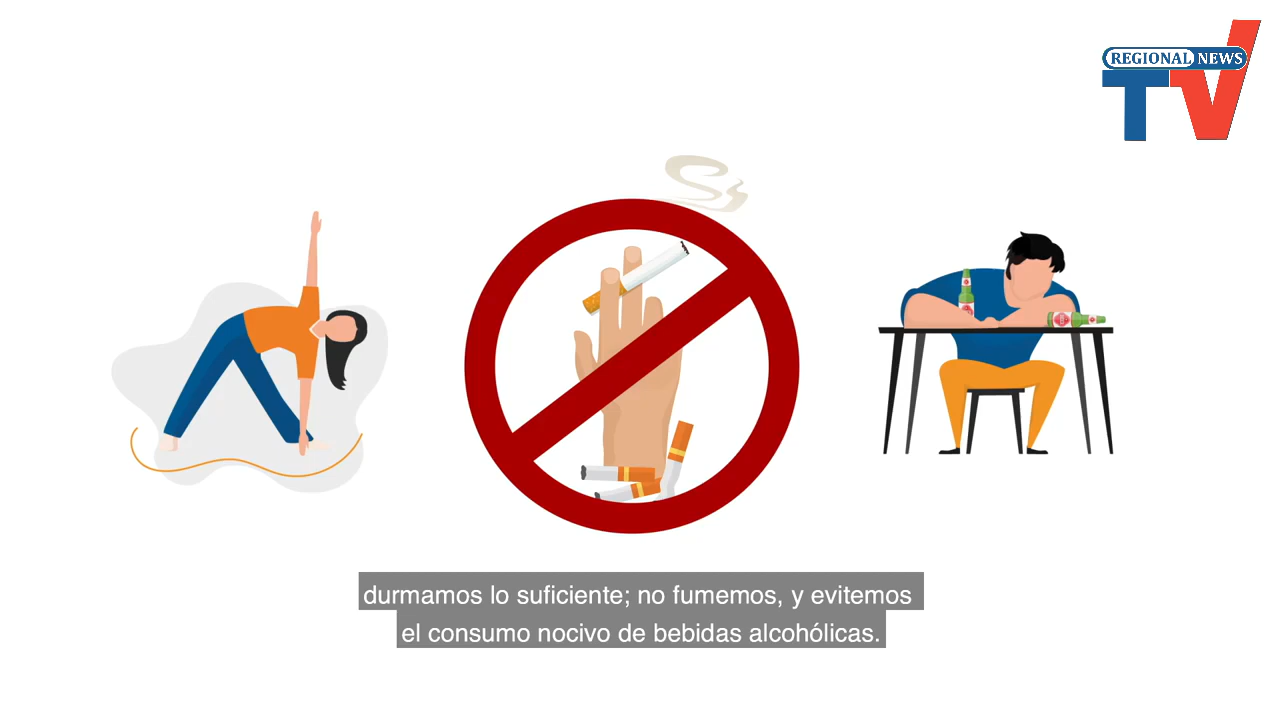 REGIONAL NEWS
TV
durmamos lo suficiente; no fumemos, y evitemos
el consumo nocivo de bebidas alcohólicas.